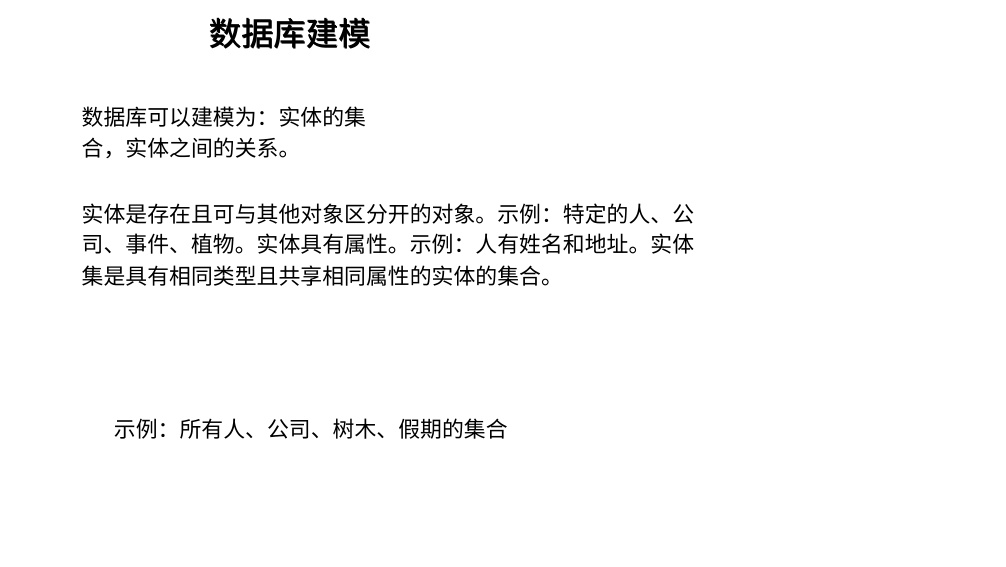 数据库建模
数据库可以建模为：实体的集
合，实体之间的关系。
实体是存在且可与其他对象区分开的对象。示例：特定的人、公
司、事件、植物。实体具有属性。示例：人有姓名和地址。实体
集是具有相同类型且共享相同属性的实体的集合。
示例：所有人、公司、树木、假期的集合